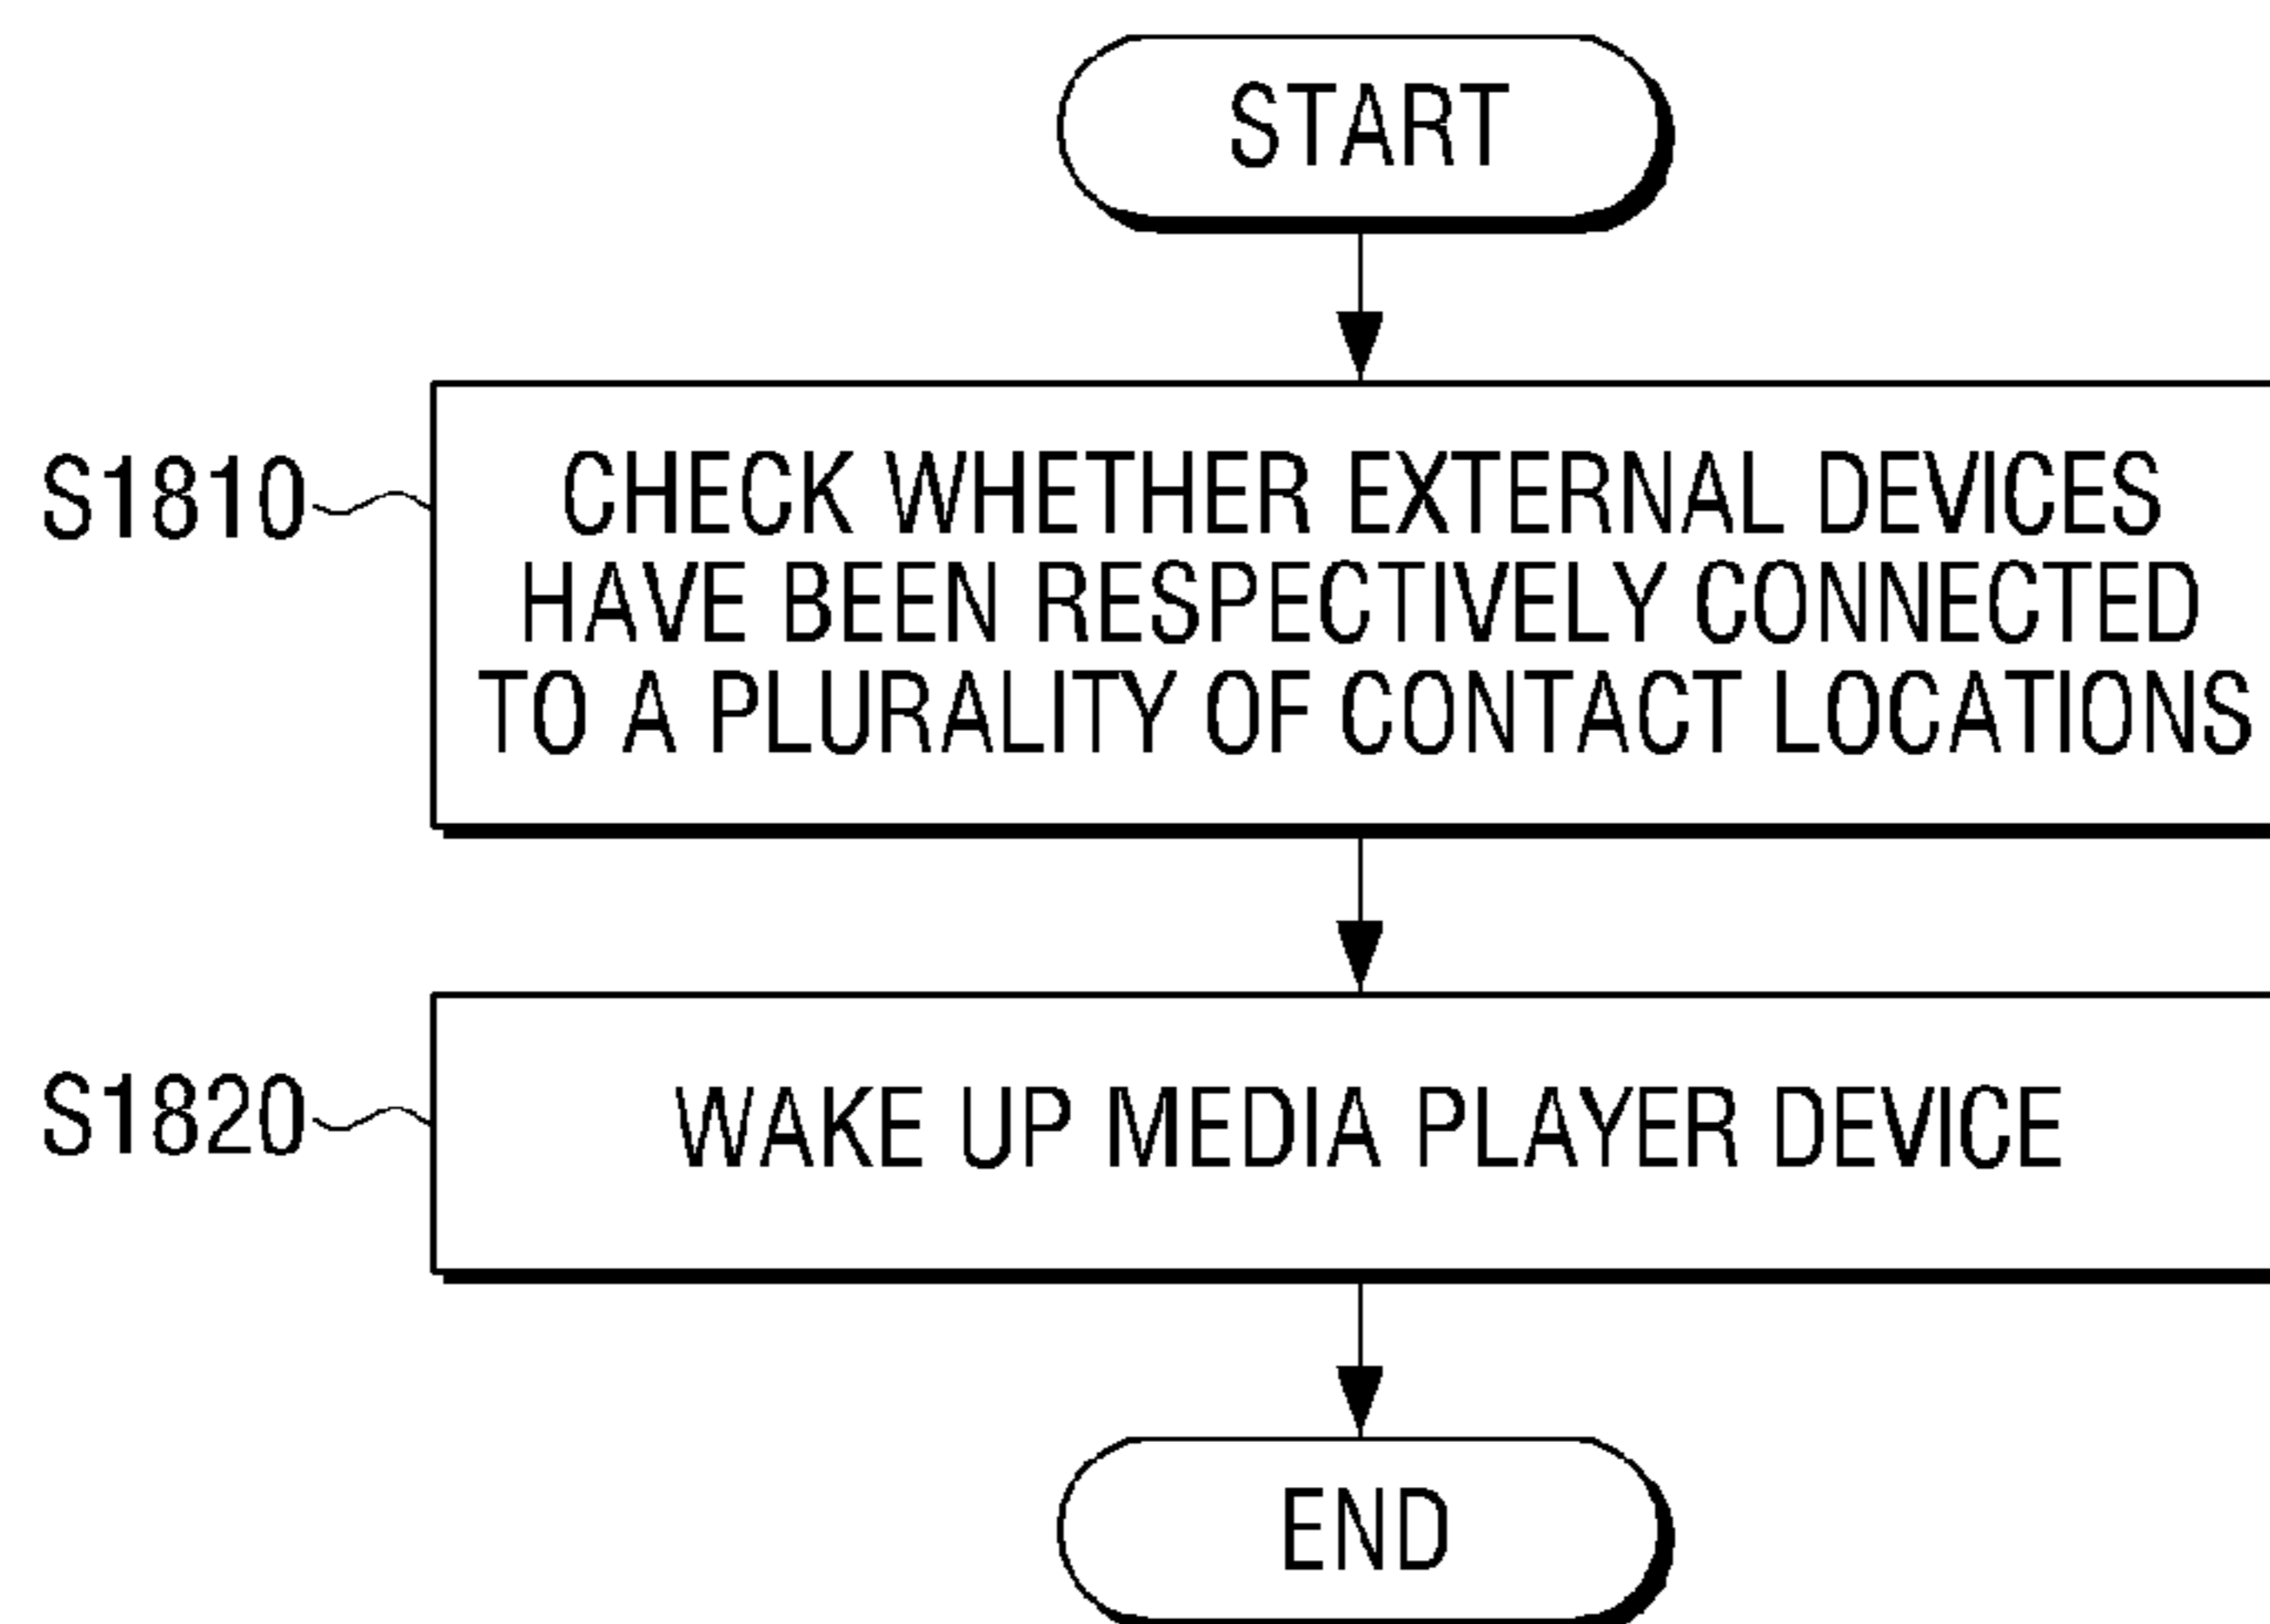 START
S1810
CHECK WHETHER EXTERNAL DEVICES
HAVE BEEN RESPECTIVELY CONNECTED
TO A PLURALITY OF CONTACT LOCATIONS
S1820
WAKE UP MEDIA PLAYER DEVICE
END